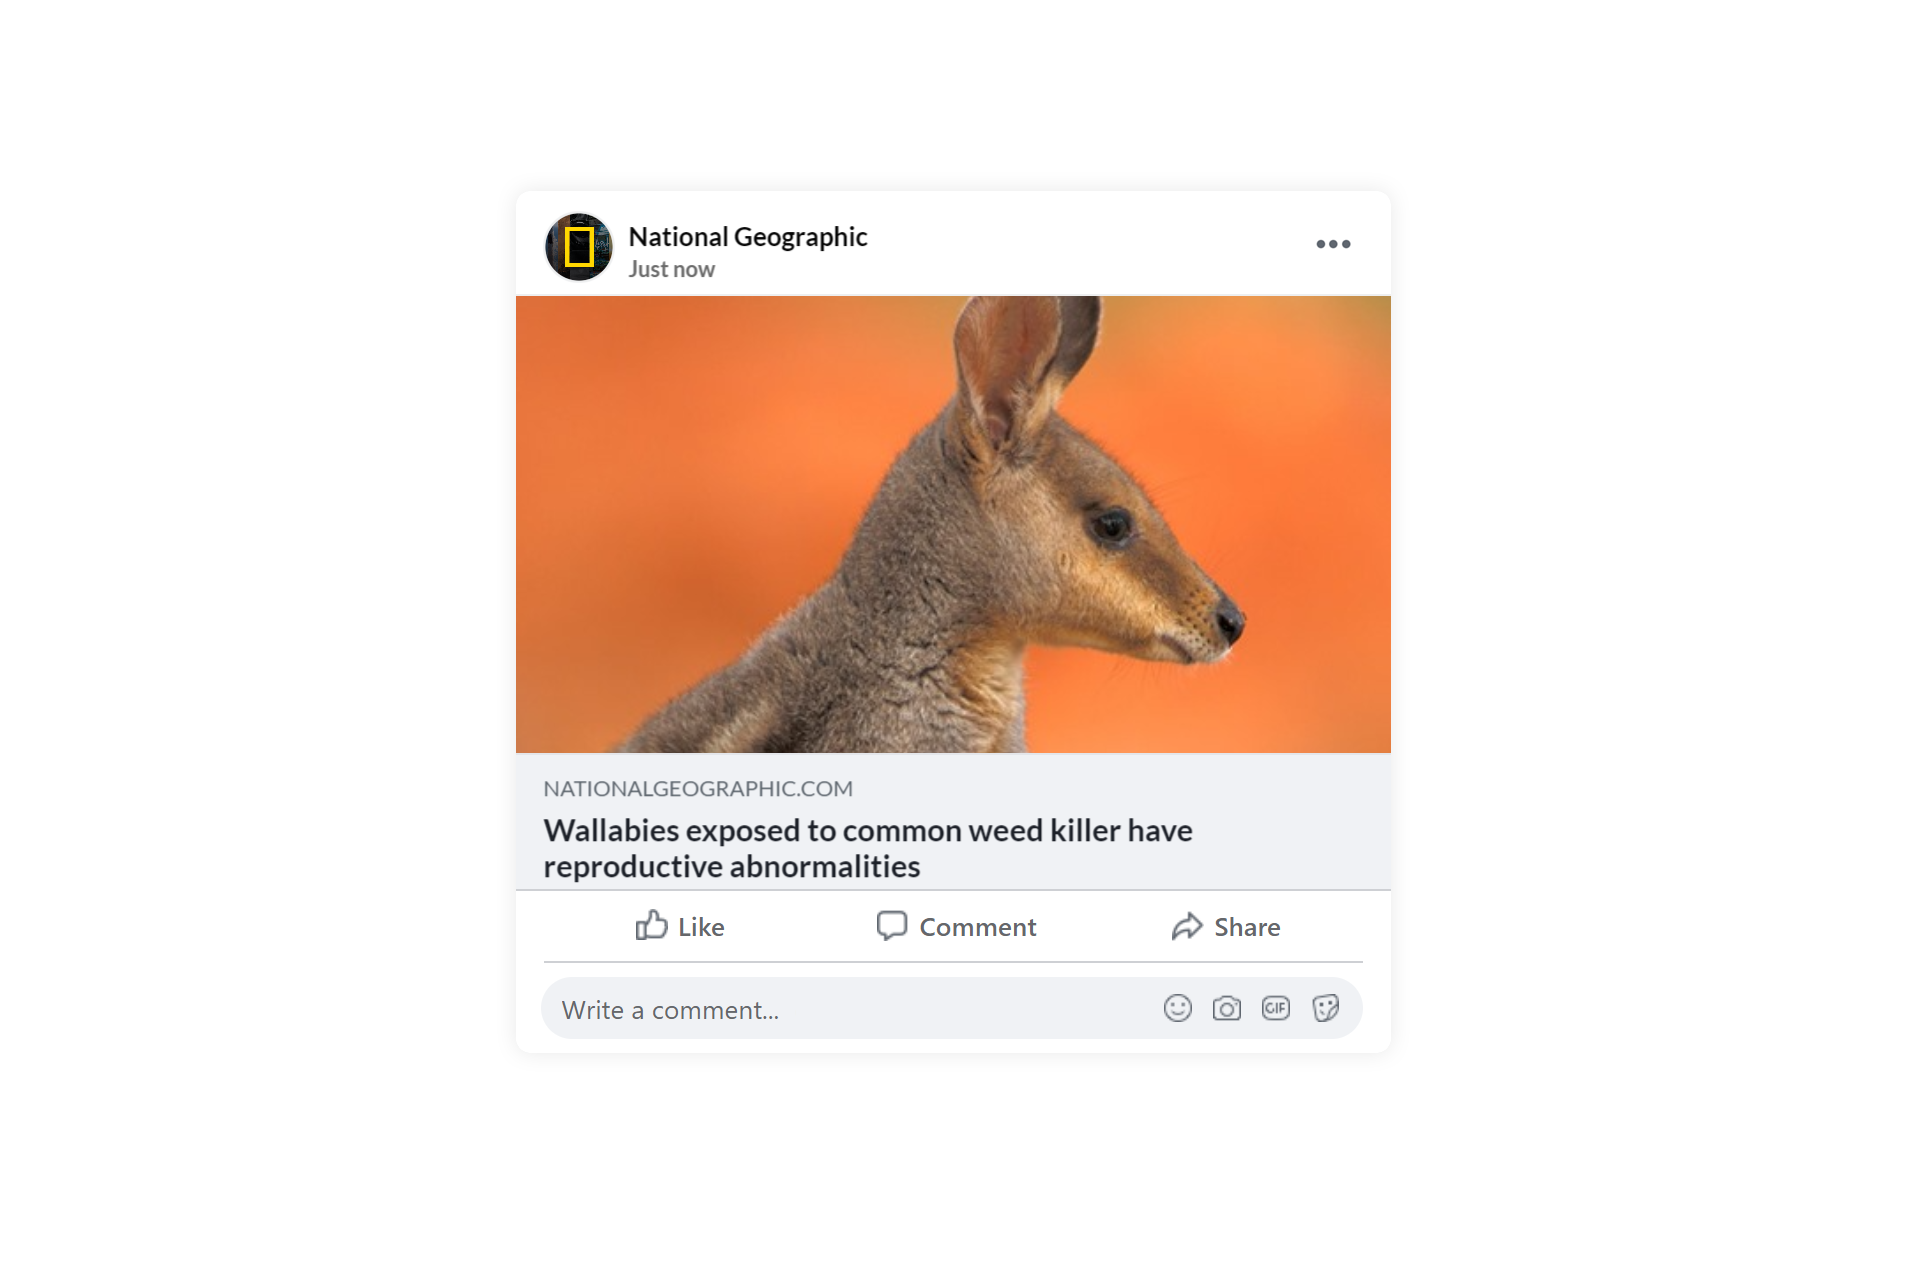 National Geographic
Just now
NATIONALGEOGRAPHIC.COM
Wallabies exposed to common weed killer have
reproductive abnormalities
Like
Comment
Share
Write a comment...
GIF